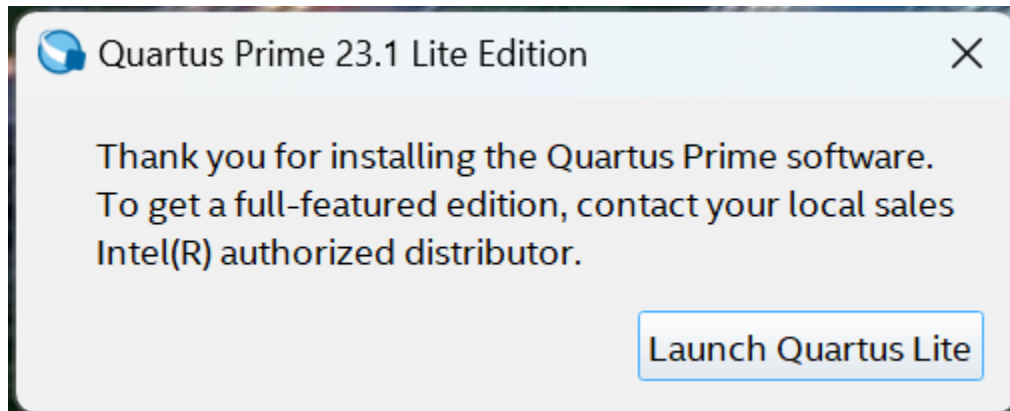 Quartus Prime 23.1 Lite Edition
Thank you for installing the Quartus Prime software.
To get a full-featured edition, contact your local sales
Intel(R) authorized distributor.
Launch Quartus Lite